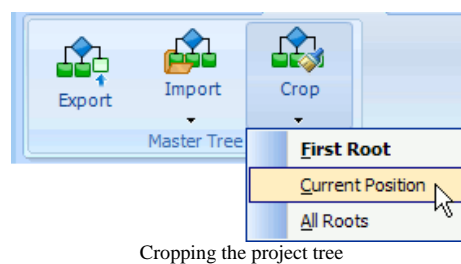 Export
Import
Crop
Master Tree
First Root
Current Position
All Roots
Cropping the project tree